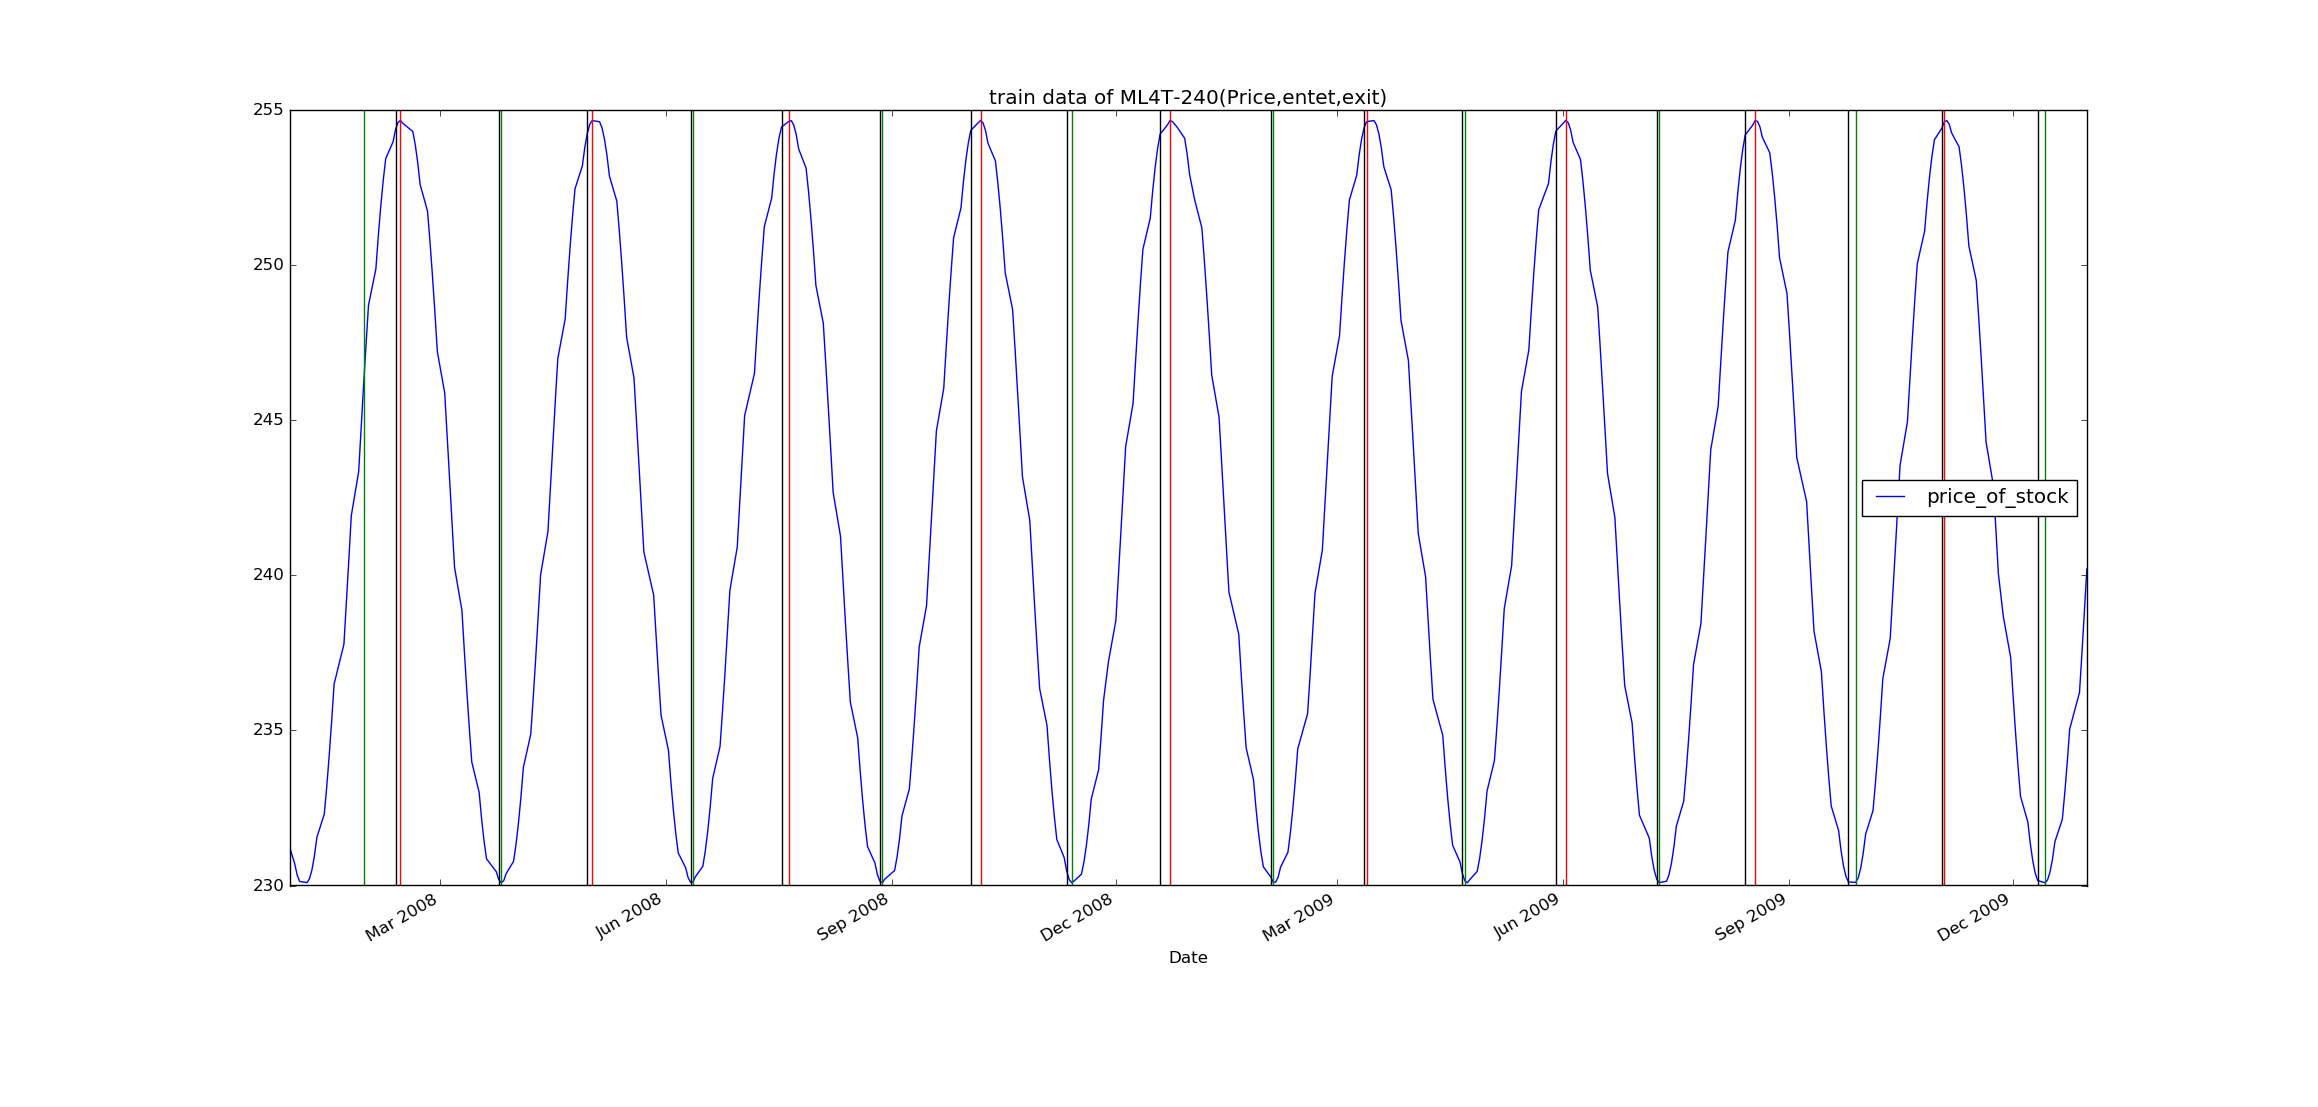 train data of ML4T-240(Price,entet,exit)
255
250
245
240
235
230
price_of_stock
Mar 2008
Jun 2008
Sep 2008
Dec 2008
Mar 2009
Jun 2009
Sep 2009
Dec 2009
Date